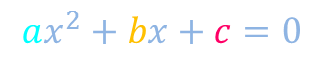 ax² + bx + c = 0